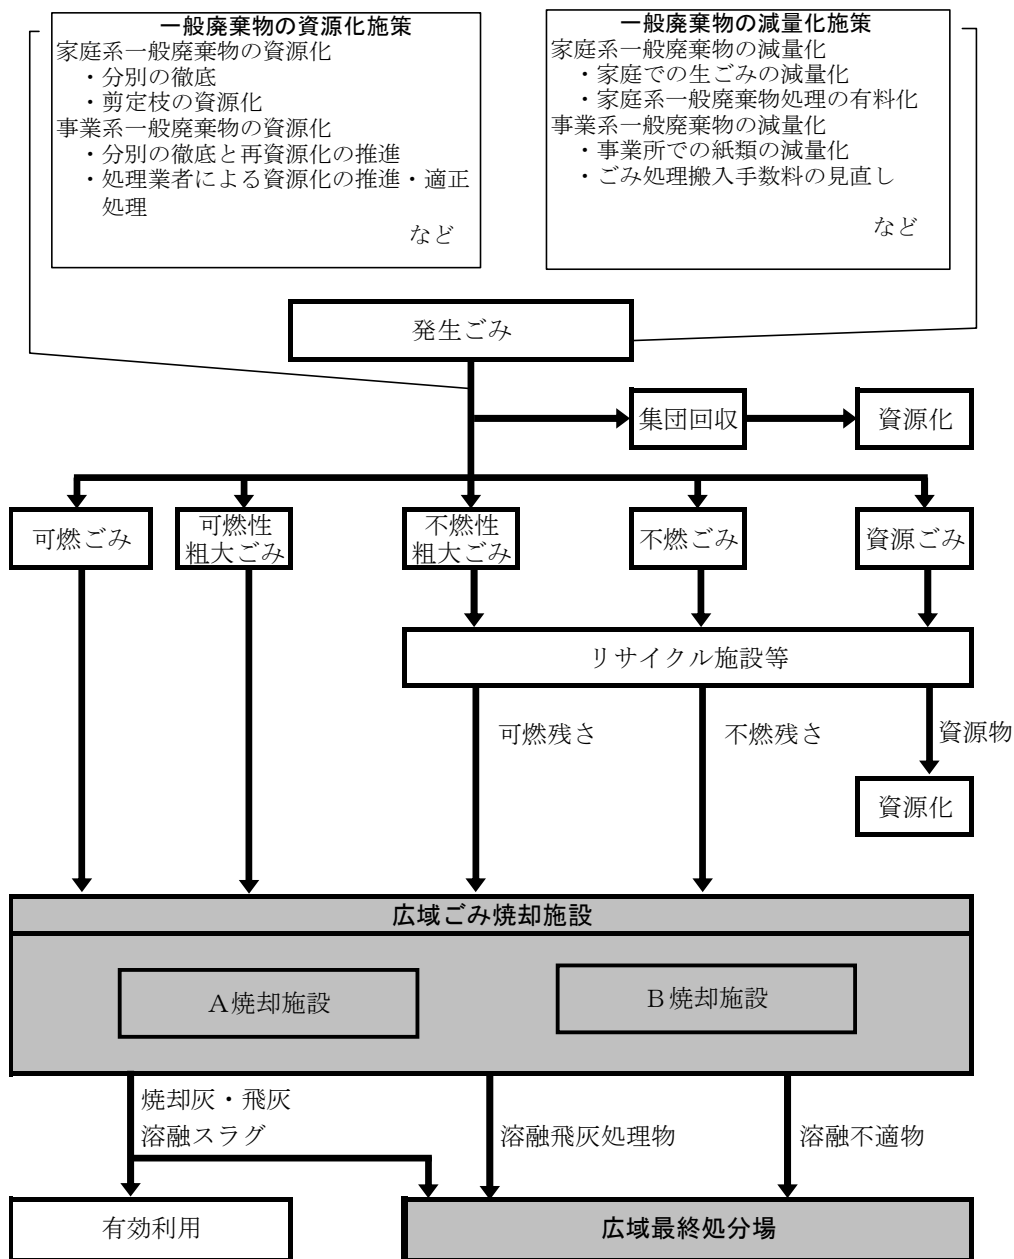 一般廃棄物の資源化施策
家庭系一般廃棄物の資源化
・分別の徹底
・剪定枝の資源化
事業系一般廃棄物の資源化
・分別の徹底と再資源化の推進
・処理業者による資源化の推進・適正
処理
など
一般廃棄物の減量化施策
家庭系一般廃棄物の減量化
・家庭での生ごみの減量化
・家庭系一般廃棄物処理の有料化
事業系一般廃棄物の減量化
・事業所での紙類の減量化
・ごみ処理搬入手数料の見直し
など
発生ごみ
集団回収
資源化
可燃ごみ
可燃性
粗大ごみ
不燃性
粗大ごみ
不燃ごみ
資源ごみ
リサイクル施設等
可燃残さ
不燃残さ
資源物
資源化
広域ごみ焼却施設
A焼却施設
B焼却施設
焼却灰・飛灰
溶融スラグ
溶融飛灰処理物
溶融不適物
有効利用
広域最終処分場